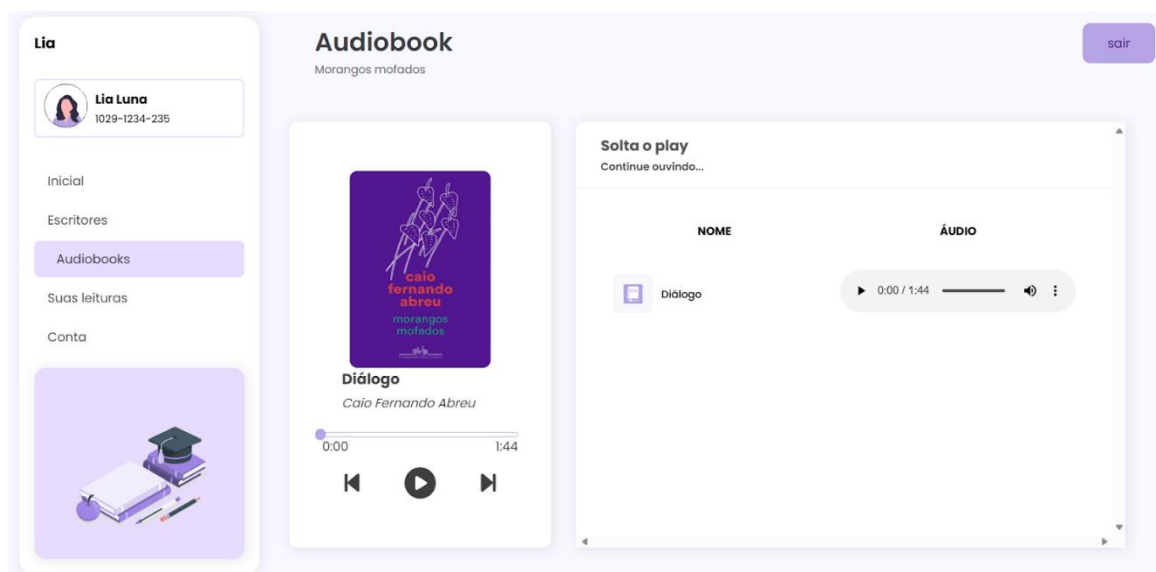 Lia
Lia Luna
1029-1234-235
Inicial
Escritores
Audiobooks
Suas leituras
Conta
Audiobook
Morangos mofados
sair
caio
fernando
abreu
morangos
mofados
Diálogo
Caio Fernando Abreu
0:00 1:44
Solta o play
Continue ouvindo...
NOME ÁUDIO
Diálogo 0:00 / 1:44